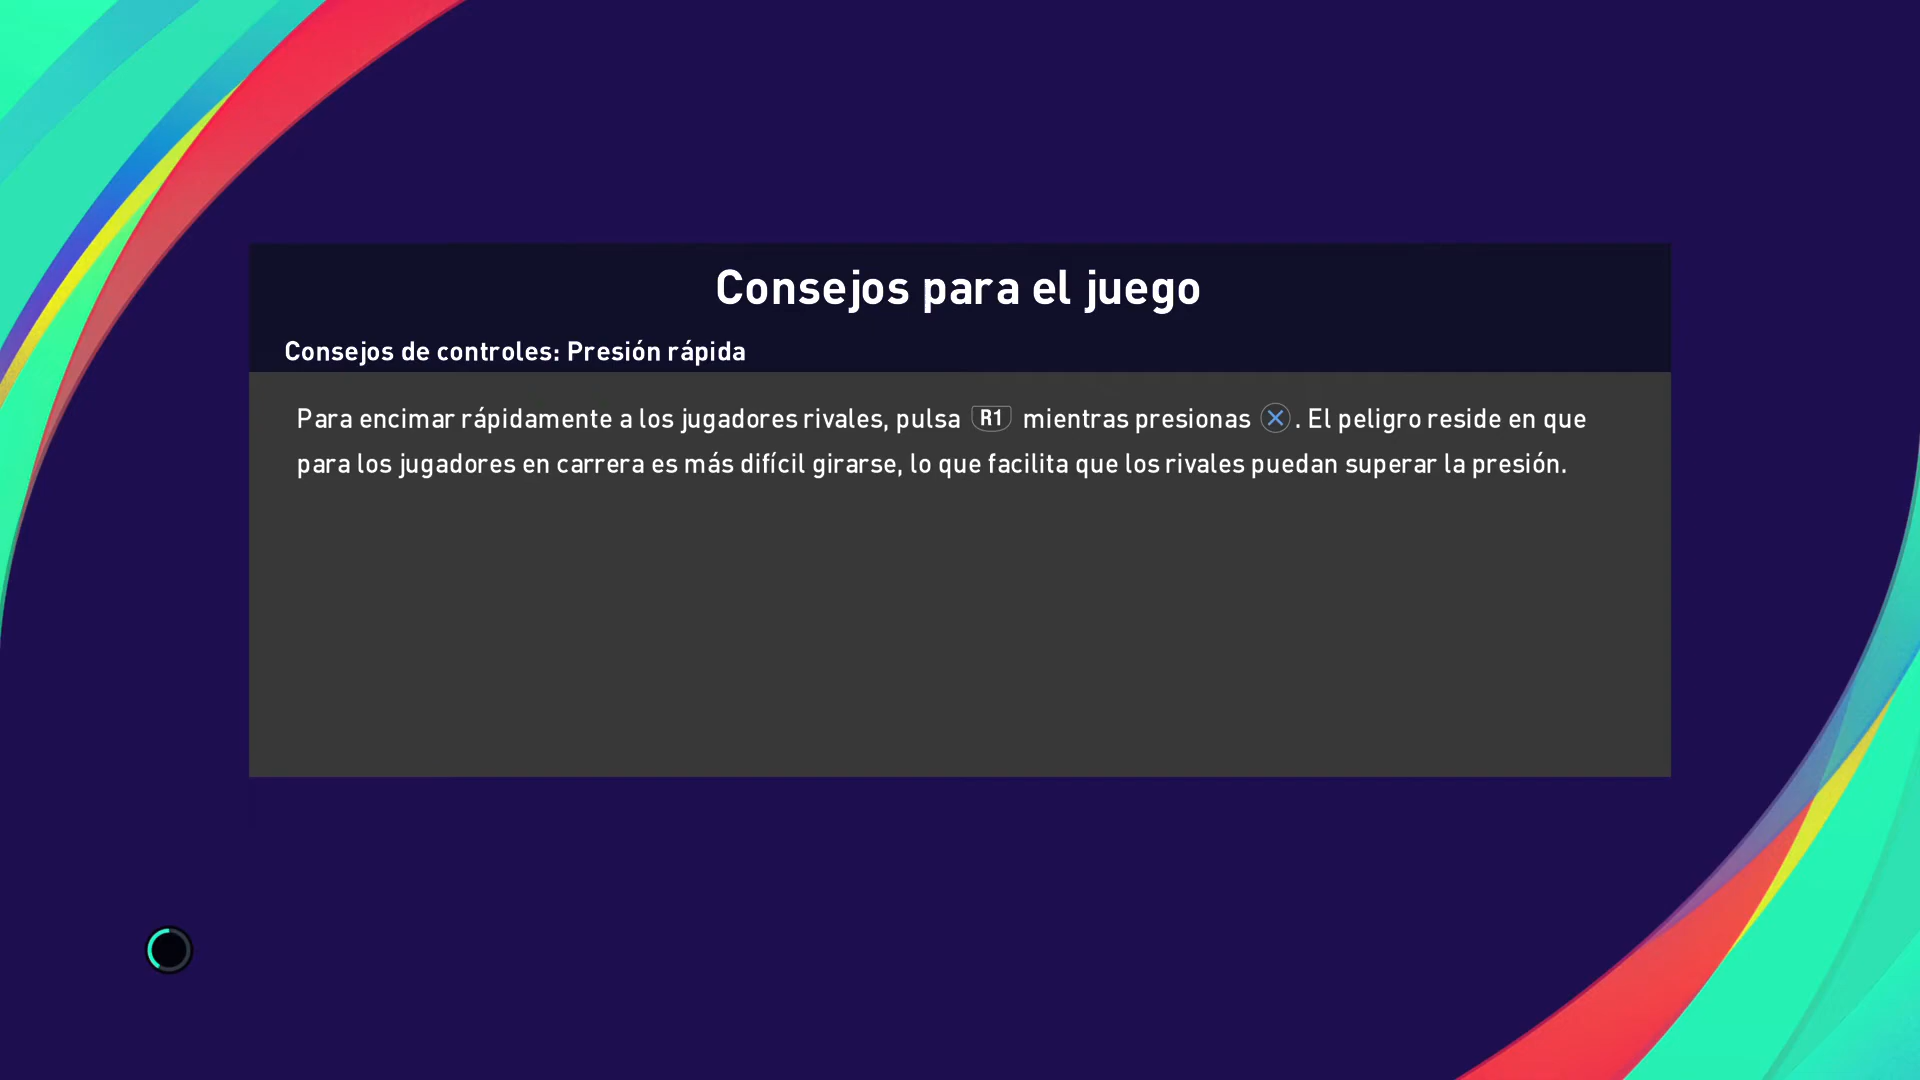 Consejos para el juego
Consejos de controles: Presión rápida
Para encimar rápidamente a los jugadores rivales, pulsa R1 mientras presionas ⓧ. El peligro reside en que
para los jugadores en carrera es más difícil girarse, lo que facilita que los rivales puedan superar la presión.